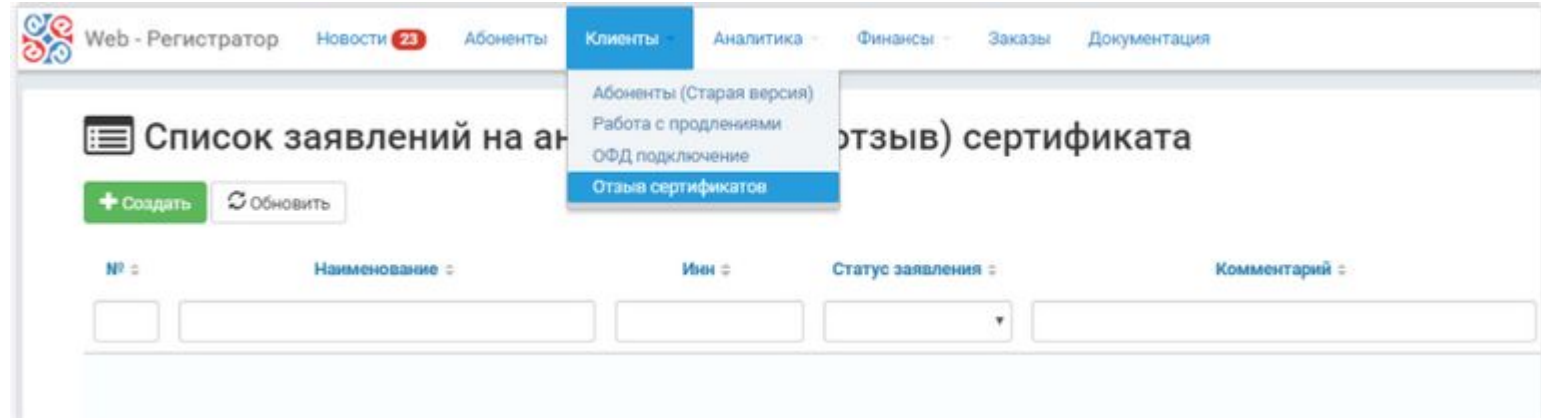 Web - Регистратор Новости 23 Абоненты Клиенты Аналитика Финансы Заказы Документация
Абоненты (Старая версия)
Работа с продлениями
ОФД подключение
Отзыв сертификатов
Список заявлений на ан отзыв) сертификата
Создать Обновить
№ Наименование Инн Статус заявления Комментарий